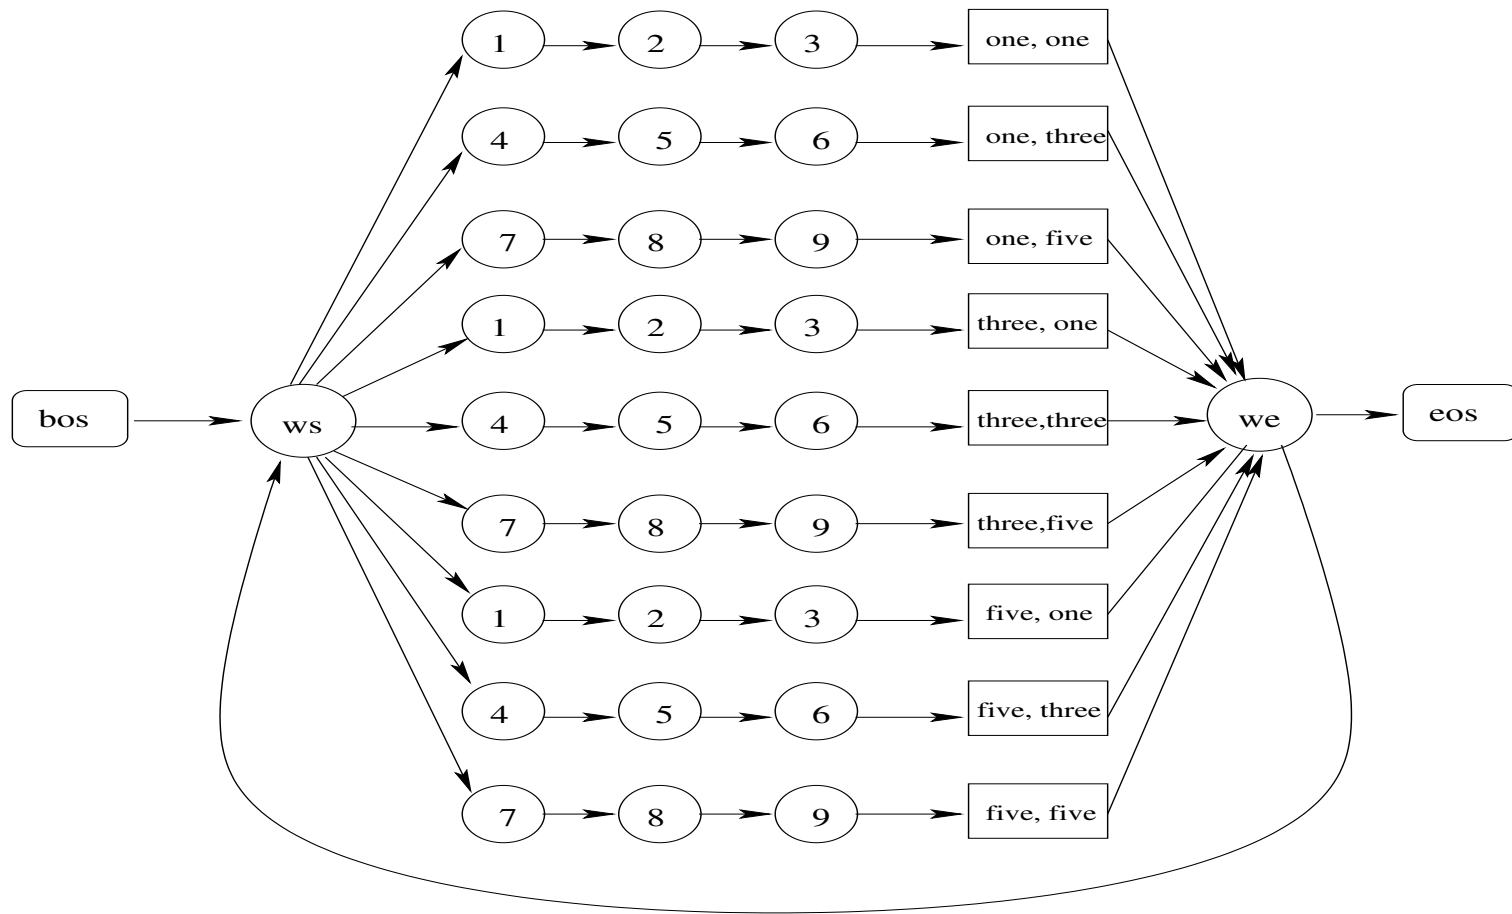 1 2 3 one, one
4 5 6 one, three
7 8 9 one, five
1 2 3 three, one
bos ws 4 5 6 three,three we eos
7 8 9 three,five
1 2 3 five, one
4 5 6 five, three
7 8 9 five, five